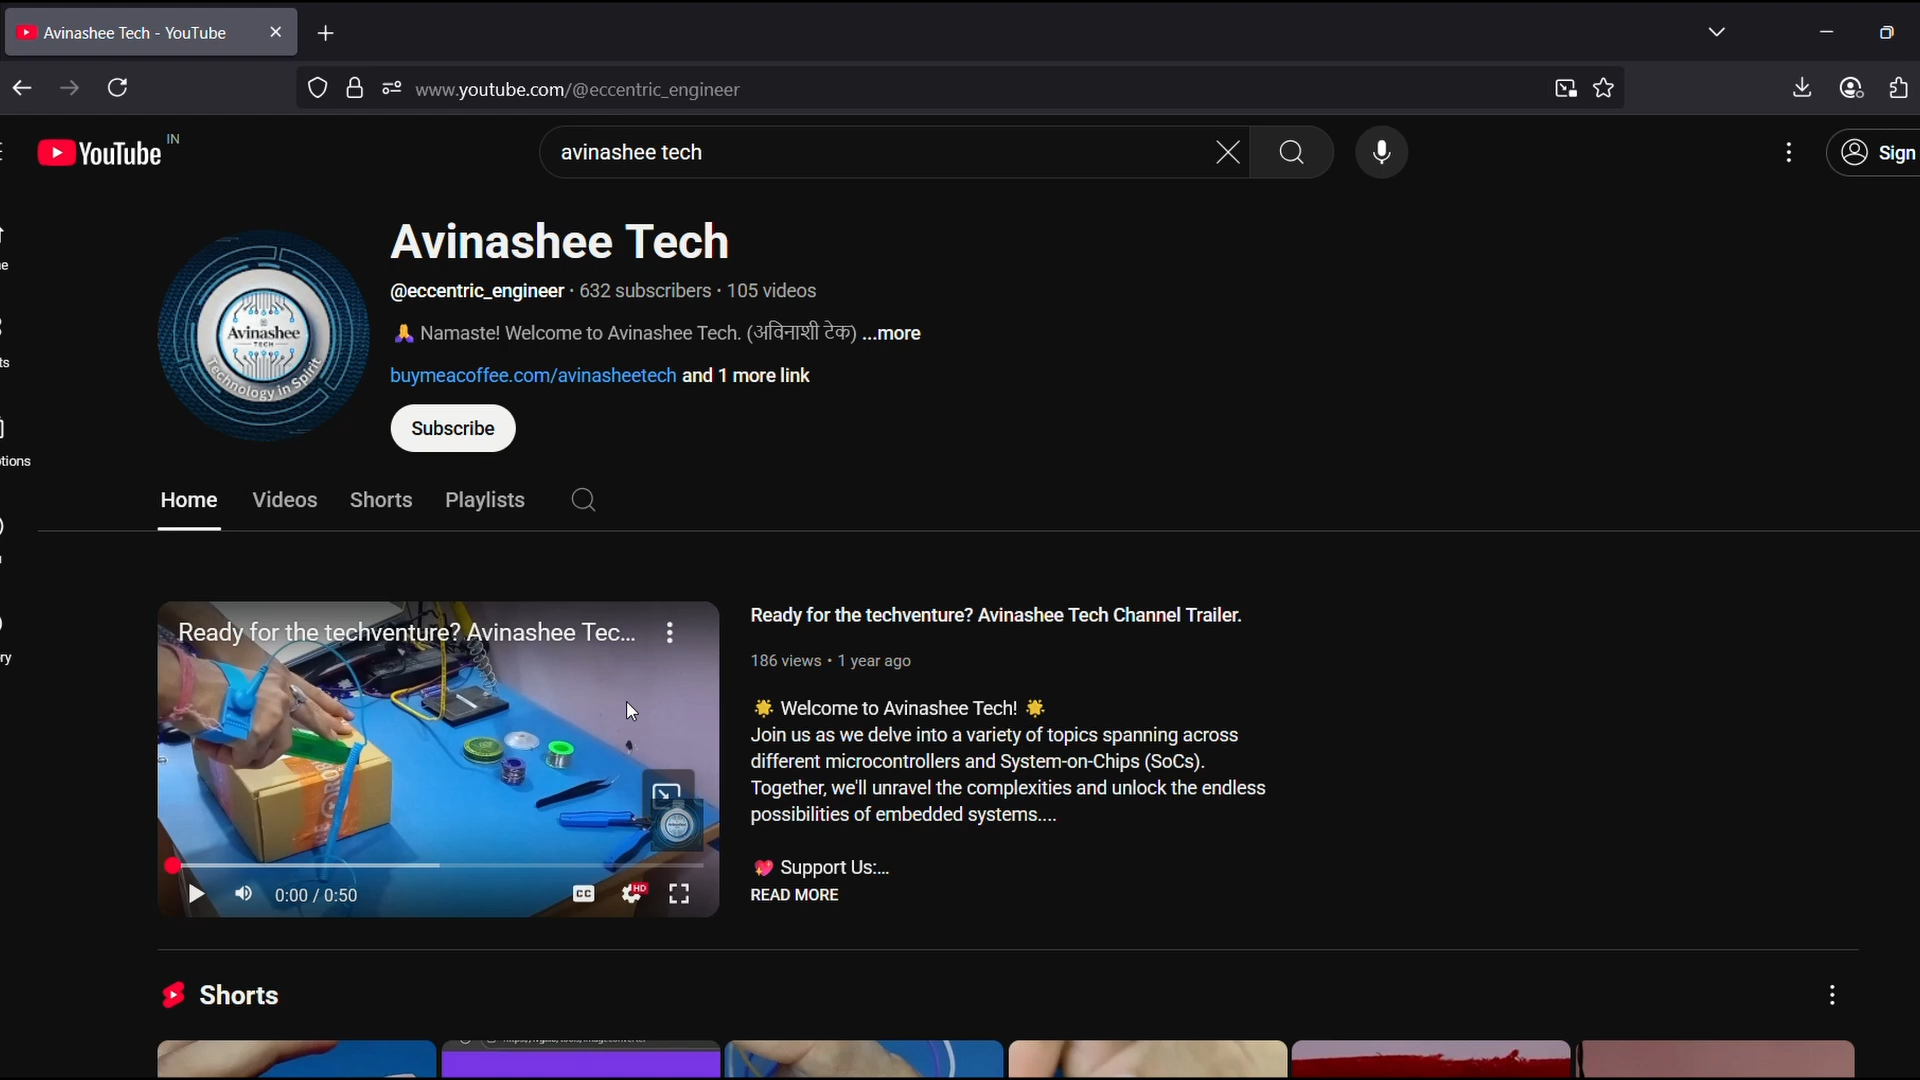 Avinashee Tech - YouTube
www.youtube.com/@eccentric_engineer
YouTube IN
avinashee tech
Sign
Avinashee Tech
@eccentric_engineer · 632 subscribers · 105 videos
🙏 Namaste! Welcome to Avinashee Tech. (अविनाशी टेक) ...more
buymeacoffee.com/avinasheetech and 1 more link
Subscribe
Avinashee
TECH
Technology in Spirit
Home Videos Shorts Playlists
Ready for the techventure? Avinashee Tec...
0:00 / 0:50
CC
HD
Ready for the techventure? Avinashee Tech Channel Trailer.
186 views · 1 year ago
🌟 Welcome to Avinashee Tech! 🌟
Join us as we delve into a variety of topics spanning across
different microcontrollers and System-on-Chips (SoCs).
Together, we'll unravel the complexities and unlock the endless
possibilities of embedded systems....
💖 Support Us:...
READ MORE
Shorts